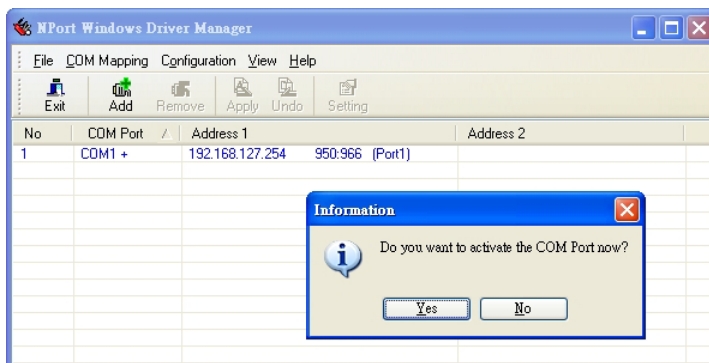 NPort Windows Driver Manager
File COM Mapping Configuration View Help
Exit Add Remove Apply Undo Setting
No COM Port Address 1 Address 2
1 COM1 + 192.168.127.254 950:966 (Port1)
Information
Do you want to activate the COM Port now?
Yes No